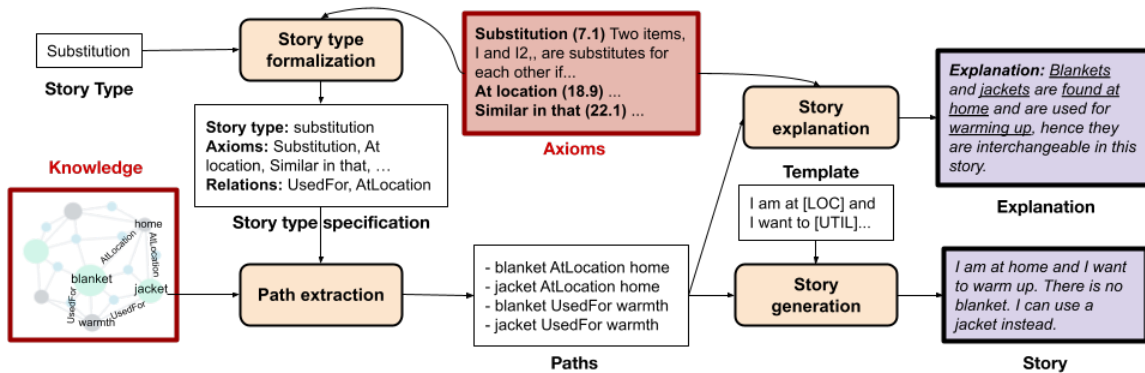 Substitution
Story Type
Story type
formalization
Substitution (7.1) Two items,
I and I2,, are substitutes for
each other if...
At location (18.9) ...
Similar in that (22.1) ...
Axioms
Story
explanation
Explanation: Blankets
and jackets are found at
home and are used for
warming up, hence they
are interchangeable in this
story.
Explanation
Story type: substitution
Axioms: Substitution, At
location, Similar in that, ...
Relations: UsedFor, AtLocation
Story type specification
Knowledge
home
AtLocation
AtLocation
blanket
jacket
UsedFor
UsedFor
warmth
Path extraction
- blanket AtLocation home
- jacket AtLocation home
- blanket UsedFor warmth
- jacket UsedFor warmth
Paths
Template
I am at [LOC] and
I want to [UTIL]...
Story
generation
I am at home and I want
to warm up. There is no
blanket. I can use a
jacket instead.
Story